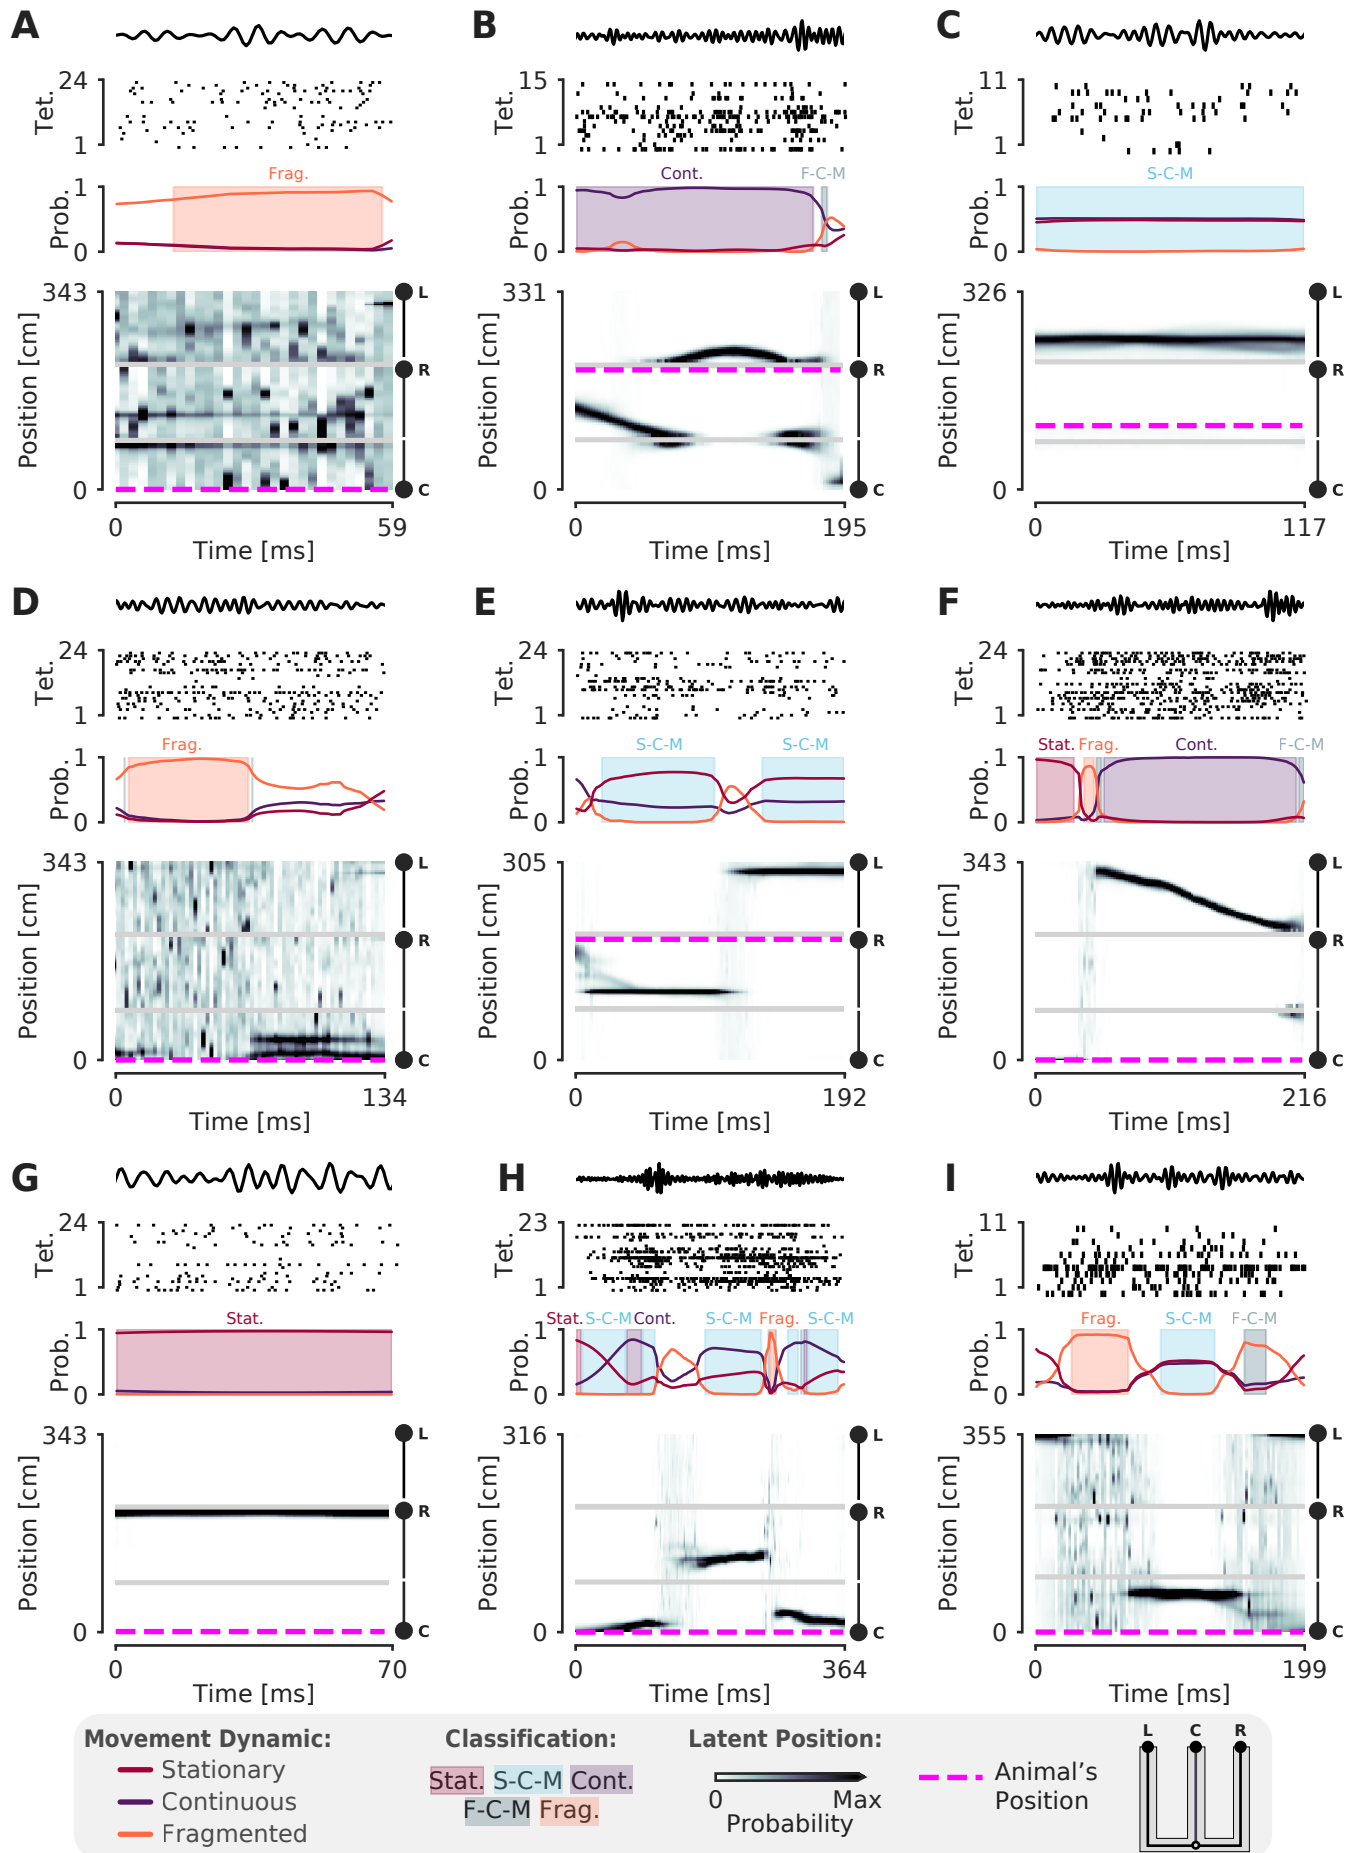 A B C
24 15 11
Tet. Tet. Tet.
1 1 1
Frag. Cont. F-C-M S-C-M
1 1 1
Prob. Prob. Prob.
0 0 0
343 L 331 L 326 L
Position [cm] R Position [cm] R Position [cm] R
0 C 0 C 0 C
0 59 0 195 0 117
Time [ms] Time [ms] Time [ms]
D E F
24 24 24
Tet. Tet. Tet.
1 1 1
Frag. S-C-M S-C-M Stat. Frag. Cont. F-C-M
1 1 1
Prob. Prob. Prob.
0 0 0
343 L 305 L 343 L
Position [cm] R Position [cm] R Position [cm] R
0 C 0 C 0 C
0 134 0 192 0 216
Time [ms] Time [ms] Time [ms]
G H I
24 23 11
Tet. Tet. Tet.
1 1 1
Stat. Stat. S-C-M Cont. S-C-M Frag. S-C-M Frag. S-C-M F-C-M
1 1 1
Prob. Prob. Prob.
0 0 0
343 L 316 L 355 L
Position [cm] R Position [cm] R Position [cm] R
0 C 0 C 0 C
0 70 0 364 0 199
Time [ms] Time [ms] Time [ms]
Movement Dynamic:
Stationary
Continuous
Fragmented
Classification:
Stat. S-C-M Cont.
F-C-M Frag.
Latent Position:
0 Max
Probability
Animal's
Position
L C R